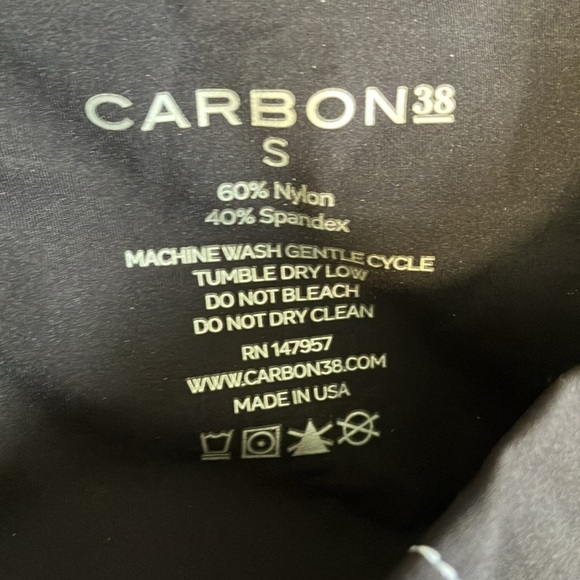 CARBON38
S
60% Nylon
40% Spandex
MACHINE WASH GENTLE CYCLE
TUMBLE DRY LOW
DO NOT BLEACH
DO NOT DRY CLEAN
RN 147957
WWW.CARBON38.COM
MADE IN USA